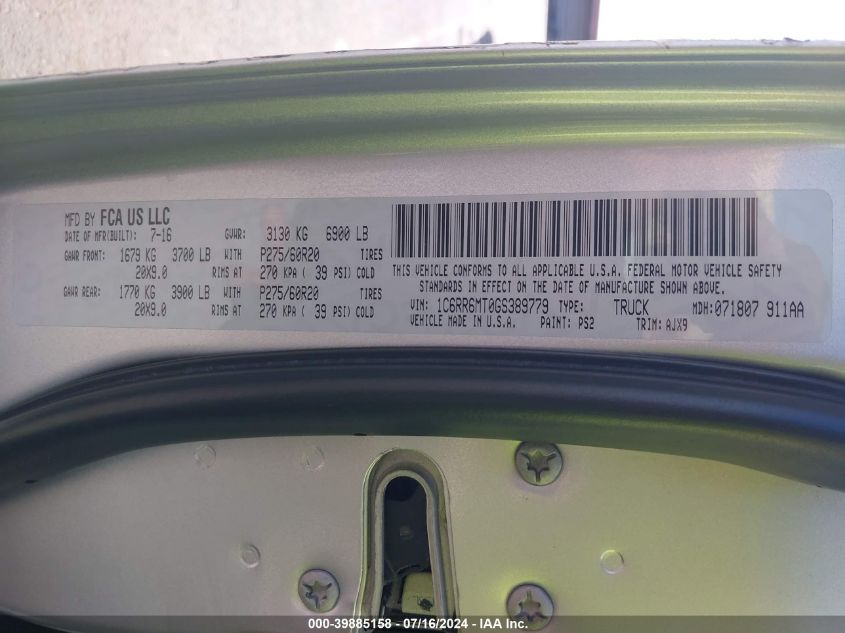 MFD BY FCA US LLC
DATE OF MFR(BUILT): 7-16 GVWR: 3130 KG 6900 LB
GAWR FRONT: 1679 KG 3700 LB WITH P275/60R20 TIRES
20X9.0 RIMS AT 270 KPA ( 39 PSI) COLD
GAWR REAR: 1770 KG 3900 LB WITH P275/60R20 TIRES
20X9.0 RIMS AT 270 KPA ( 39 PSI) COLD
THIS VEHICLE CONFORMS TO ALL APPLICABLE U.S.A. FEDERAL MOTOR VEHICLE SAFETY
STANDARDS IN EFFECT ON THE DATE OF MANUFACTURE SHOWN ABOVE.
VIN: 1C6RR6MT0GS389779 TYPE: TRUCK MDH:071807 911AA
VEHICLE MADE IN U.S.A. PAINT: PS2 TRIM: AJX9
000-39885158 - 07/16/2024 - IAA Inc.